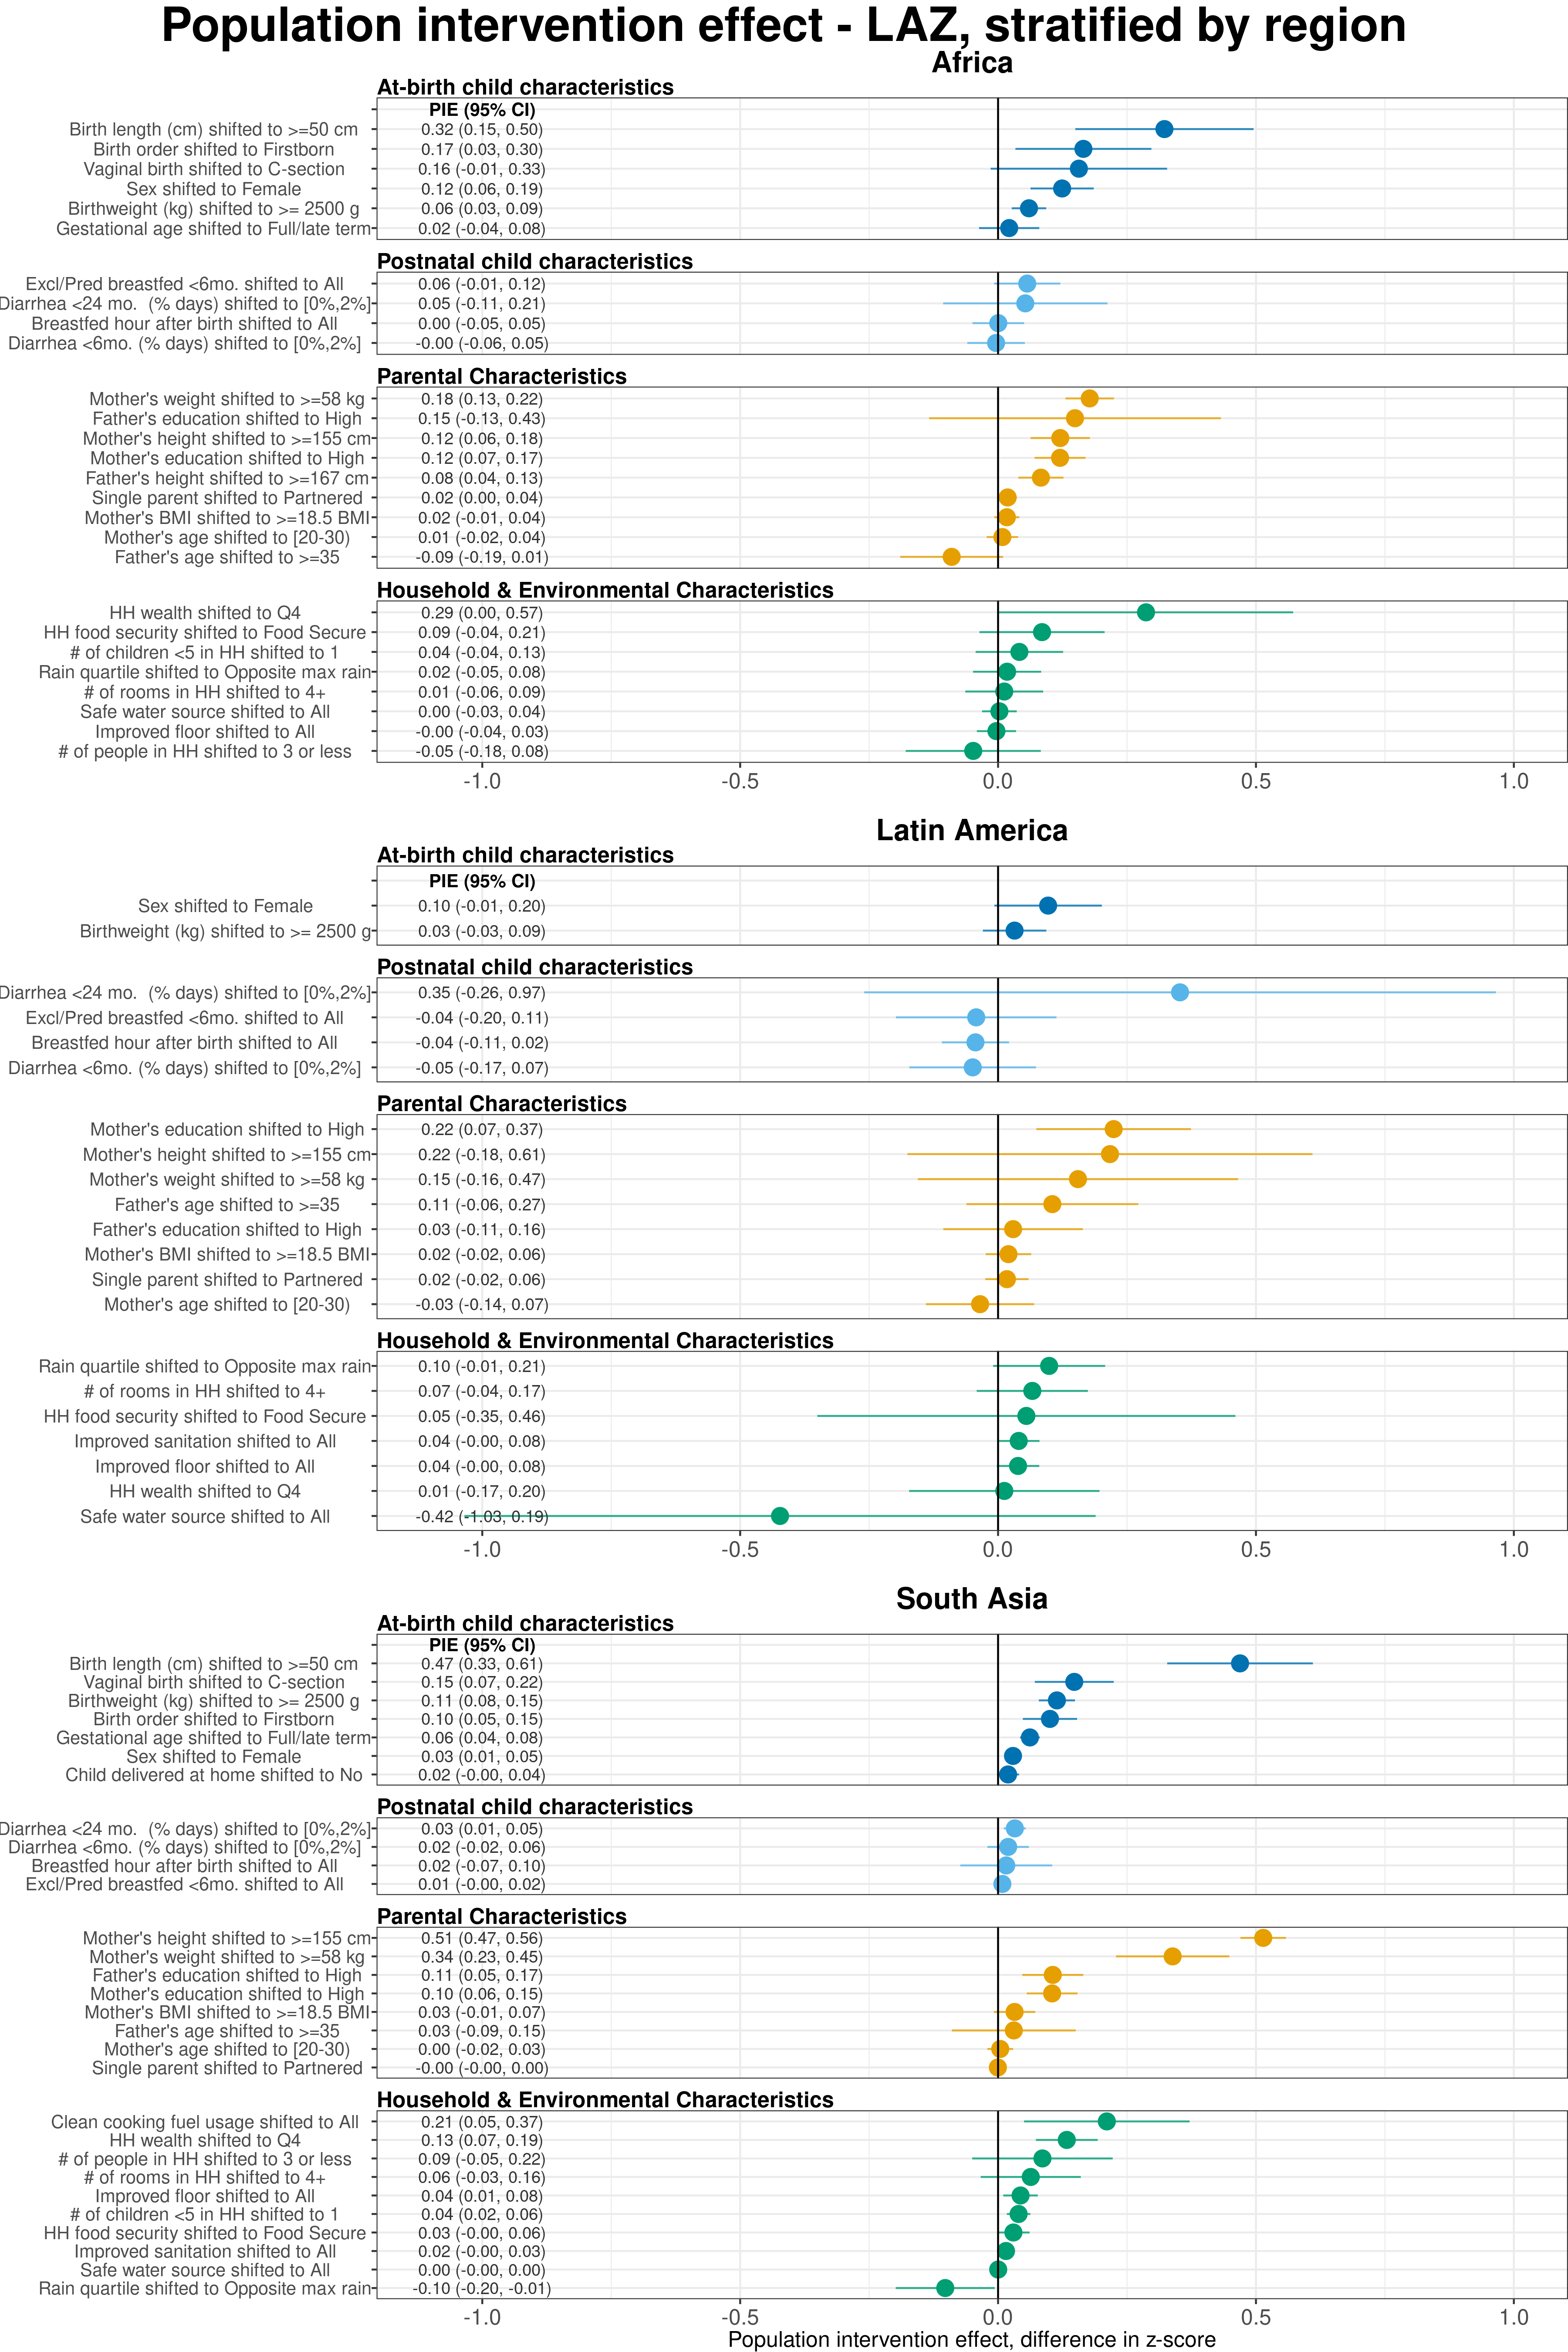 Population intervention effect - LAZ, stratified by region
Africa
At-birth child characteristics
PIE (95% CI)
Birth length (cm) shifted to >=50 cm 0.32 (0.15, 0.50)
Birth order shifted to Firstborn 0.17 (0.03, 0.30)
Vaginal birth shifted to C-section 0.16 (-0.01, 0.33)
Sex shifted to Female 0.12 (0.06, 0.19)
Birthweight (kg) shifted to >= 2500 g 0.06 (0.03, 0.09)
Gestational age shifted to Full/late term 0.02 (-0.04, 0.08)
Postnatal child characteristics
Excl/Pred breastfed <6mo. shifted to All 0.06 (-0.01, 0.12)
Diarrhea <24 mo. (% days) shifted to [0%,2%] 0.05 (-0.11, 0.21)
Breastfed hour after birth shifted to All 0.00 (-0.05, 0.05)
Diarrhea <6mo. (% days) shifted to [0%,2%] -0.00 (-0.06, 0.05)
Parental Characteristics
Mother's weight shifted to >=58 kg 0.18 (0.13, 0.22)
Father's education shifted to High 0.15 (-0.13, 0.43)
Mother's height shifted to >=155 cm 0.12 (0.06, 0.18)
Mother's education shifted to High 0.12 (0.07, 0.17)
Father's height shifted to >=167 cm 0.08 (0.04, 0.13)
Single parent shifted to Partnered 0.02 (0.00, 0.04)
Mother's BMI shifted to >=18.5 BMI 0.02 (-0.01, 0.04)
Mother's age shifted to [20-30) 0.01 (-0.02, 0.04)
Father's age shifted to >=35 -0.09 (-0.19, 0.01)
Household & Environmental Characteristics
HH wealth shifted to Q4 0.29 (0.00, 0.57)
HH food security shifted to Food Secure 0.09 (-0.04, 0.21)
# of children <5 in HH shifted to 1 0.04 (-0.04, 0.13)
Rain quartile shifted to Opposite max rain 0.02 (-0.05, 0.08)
# of rooms in HH shifted to 4+ 0.01 (-0.06, 0.09)
Safe water source shifted to All 0.00 (-0.03, 0.04)
Improved floor shifted to All -0.00 (-0.04, 0.03)
# of people in HH shifted to 3 or less -0.05 (-0.18, 0.08)
-1.0 -0.5 0.0 0.5 1.0
Latin America
At-birth child characteristics
PIE (95% CI)
Sex shifted to Female 0.10 (-0.01, 0.20)
Birthweight (kg) shifted to >= 2500 g 0.03 (-0.03, 0.09)
Postnatal child characteristics
Diarrhea <24 mo. (% days) shifted to [0%,2%] 0.35 (-0.26, 0.97)
Excl/Pred breastfed <6mo. shifted to All -0.04 (-0.20, 0.11)
Breastfed hour after birth shifted to All -0.04 (-0.11, 0.02)
Diarrhea <6mo. (% days) shifted to [0%,2%] -0.05 (-0.17, 0.07)
Parental Characteristics
Mother's education shifted to High 0.22 (0.07, 0.37)
Mother's height shifted to >=155 cm 0.22 (-0.18, 0.61)
Mother's weight shifted to >=58 kg 0.15 (-0.16, 0.47)
Father's age shifted to >=35 0.11 (-0.06, 0.27)
Father's education shifted to High 0.03 (-0.11, 0.16)
Mother's BMI shifted to >=18.5 BMI 0.02 (-0.02, 0.06)
Single parent shifted to Partnered 0.02 (-0.02, 0.06)
Mother's age shifted to [20-30) -0.03 (-0.14, 0.07)
Household & Environmental Characteristics
Rain quartile shifted to Opposite max rain 0.10 (-0.01, 0.21)
# of rooms in HH shifted to 4+ 0.07 (-0.04, 0.17)
HH food security shifted to Food Secure 0.05 (-0.35, 0.46)
Improved sanitation shifted to All 0.04 (-0.00, 0.08)
Improved floor shifted to All 0.04 (-0.00, 0.08)
HH wealth shifted to Q4 0.01 (-0.17, 0.20)
Safe water source shifted to All -0.42 (-1.03, 0.19)
-1.0 -0.5 0.0 0.5 1.0
South Asia
At-birth child characteristics
PIE (95% CI)
Birth length (cm) shifted to >=50 cm 0.47 (0.33, 0.61)
Vaginal birth shifted to C-section 0.15 (0.07, 0.22)
Birthweight (kg) shifted to >= 2500 g 0.11 (0.08, 0.15)
Birth order shifted to Firstborn 0.10 (0.05, 0.15)
Gestational age shifted to Full/late term 0.06 (0.04, 0.08)
Sex shifted to Female 0.03 (0.01, 0.05)
Child delivered at home shifted to No 0.02 (-0.00, 0.04)
Postnatal child characteristics
Diarrhea <24 mo. (% days) shifted to [0%,2%] 0.03 (0.01, 0.05)
Diarrhea <6mo. (% days) shifted to [0%,2%] 0.02 (-0.02, 0.06)
Breastfed hour after birth shifted to All 0.02 (-0.07, 0.10)
Excl/Pred breastfed <6mo. shifted to All 0.01 (-0.00, 0.02)
Parental Characteristics
Mother's height shifted to >=155 cm 0.51 (0.47, 0.56)
Mother's weight shifted to >=58 kg 0.34 (0.23, 0.45)
Father's education shifted to High 0.11 (0.05, 0.17)
Mother's education shifted to High 0.10 (0.06, 0.15)
Mother's BMI shifted to >=18.5 BMI 0.03 (-0.01, 0.07)
Father's age shifted to >=35 0.03 (-0.09, 0.15)
Mother's age shifted to [20-30) 0.00 (-0.02, 0.03)
Single parent shifted to Partnered -0.00 (-0.00, 0.00)
Household & Environmental Characteristics
Clean cooking fuel usage shifted to All 0.21 (0.05, 0.37)
HH wealth shifted to Q4 0.13 (0.07, 0.19)
# of people in HH shifted to 3 or less 0.09 (-0.05, 0.22)
# of rooms in HH shifted to 4+ 0.06 (-0.03, 0.16)
Improved floor shifted to All 0.04 (0.01, 0.08)
# of children <5 in HH shifted to 1 0.04 (0.02, 0.06)
HH food security shifted to Food Secure 0.03 (-0.00, 0.06)
Improved sanitation shifted to All 0.02 (-0.00, 0.03)
Safe water source shifted to All 0.00 (-0.00, 0.00)
Rain quartile shifted to Opposite max rain -0.10 (-0.20, -0.01)
-1.0 -0.5 0.0 0.5 1.0
Population intervention effect, difference in z-score